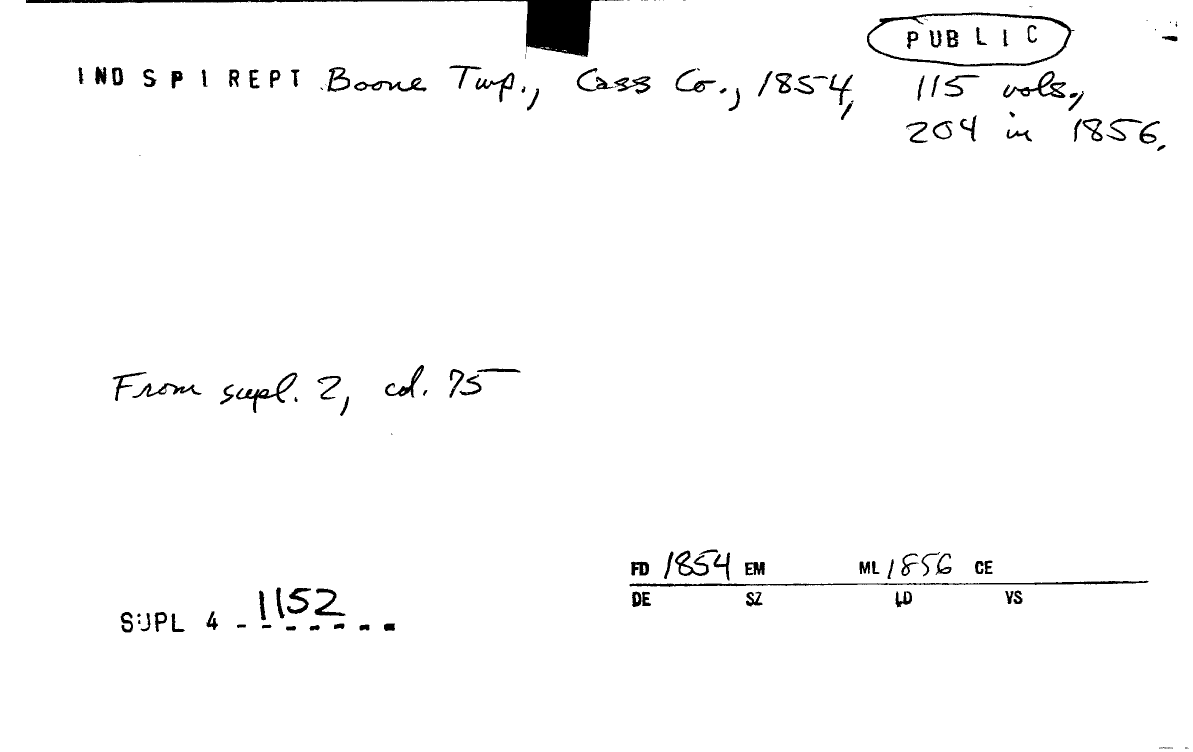 PUBLIC
IND SPI REPT Boone Twp., Cass Co., 1854, 115 vols.,
204 in 1856.
From supl. 2, col. 75
FD 1854 EM ML 1856 CE
DE SZ LD VS
SUPL 4 - 1152